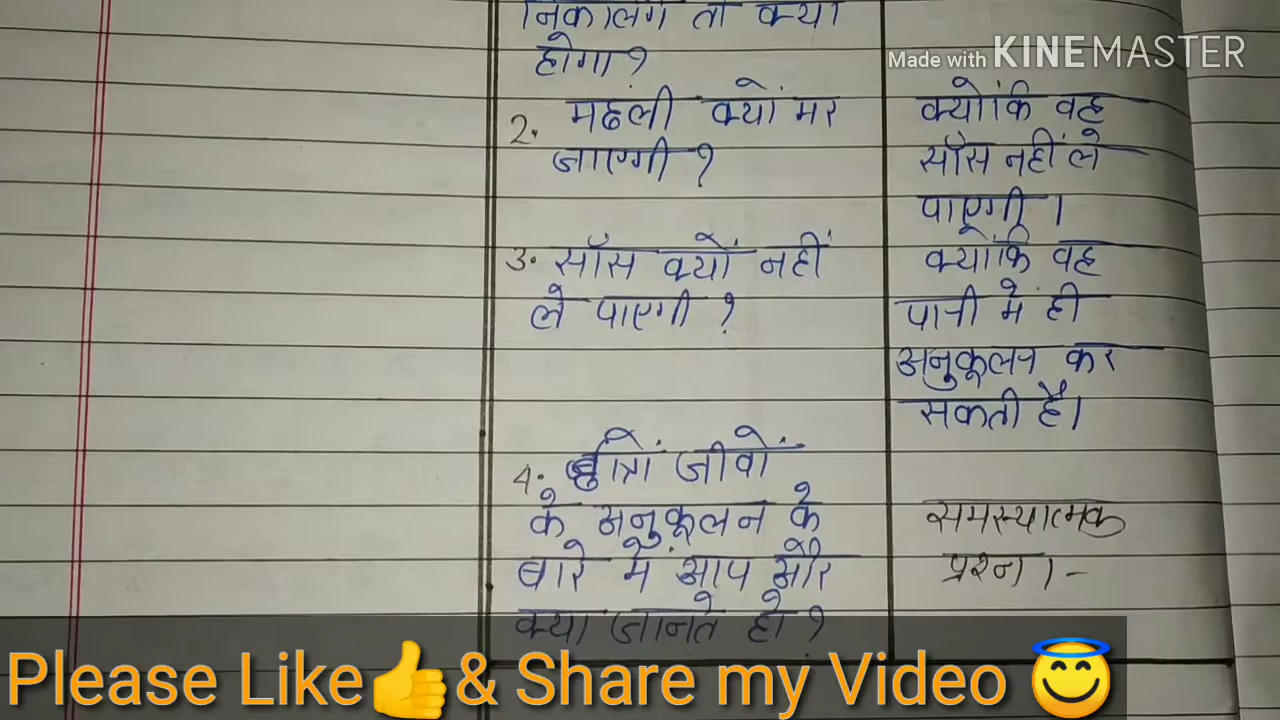 निकालेंगे तो क्या
होगा?
2. मछली क्यों मर
जाएगी ?
3. साँस क्यों नहीं
ले पाएगी ?
4. छात्रों जीवों
के अनुकूलन के
बारे में आप और
क्या जानते हो ?
क्योंकि वह
साँस नहीं ले
पाएगी ।
क्योंकि वह
पानी में ही
अनुकूलन कर
सकती है।
समस्यात्मक
प्रश्न । -
Made with KINEMASTER
Please Like👍& Share my Video 😇